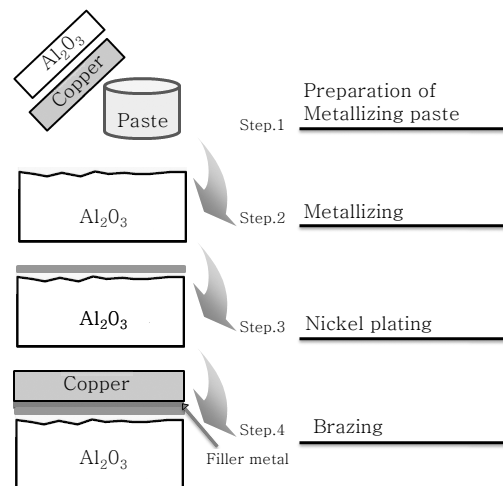 Al₂O₃
Copper
Paste
Step.1
Preparation of
Metallizing paste
Al₂O₃
Step.2
Metallizing
Al₂O₃
Step.3
Nickel plating
Copper
Step.4
Brazing
Filler metal
Al₂O₃